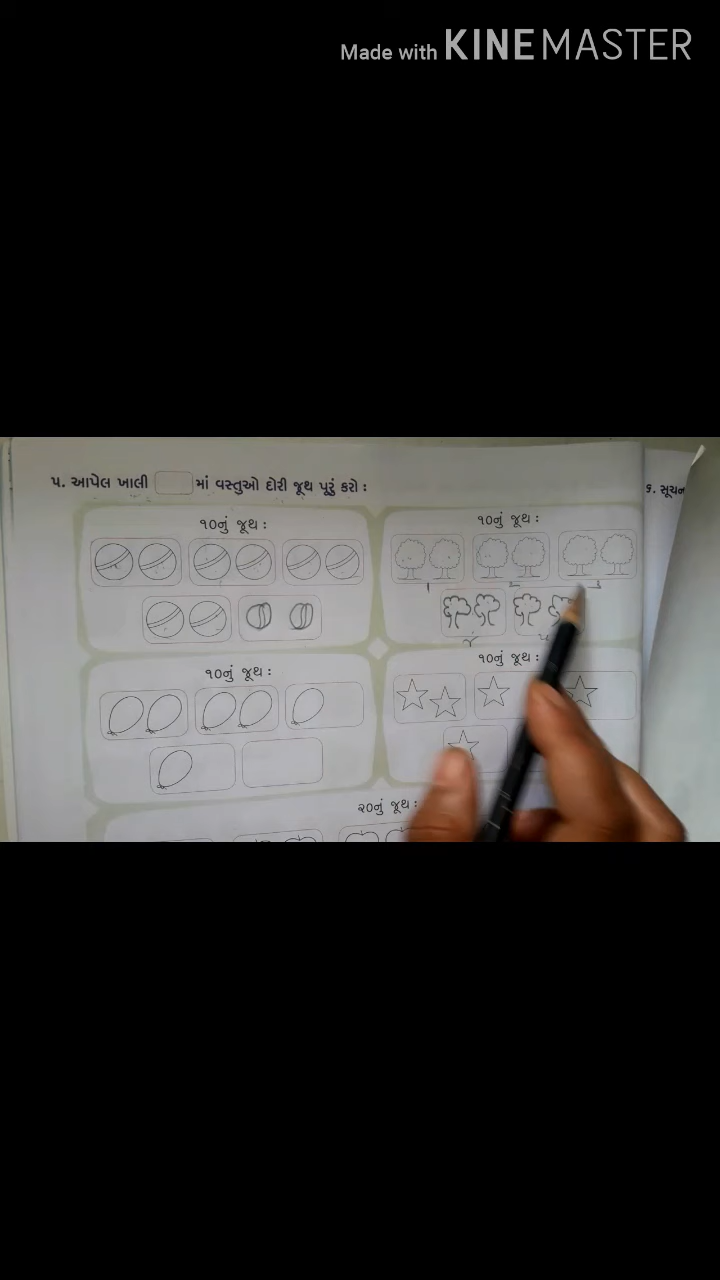 Made with KINEMASTER
૫. આપેલ ખાલી માં વસ્તુઓ દોરી જૂથ પૂરું કરો :
૬. સૂચન
૧૦નું જૂથ :
૧૦નું જૂથ :
૧૦નું જૂથ :
૧૦નું જૂથ :
૨૦નું જૂથ :